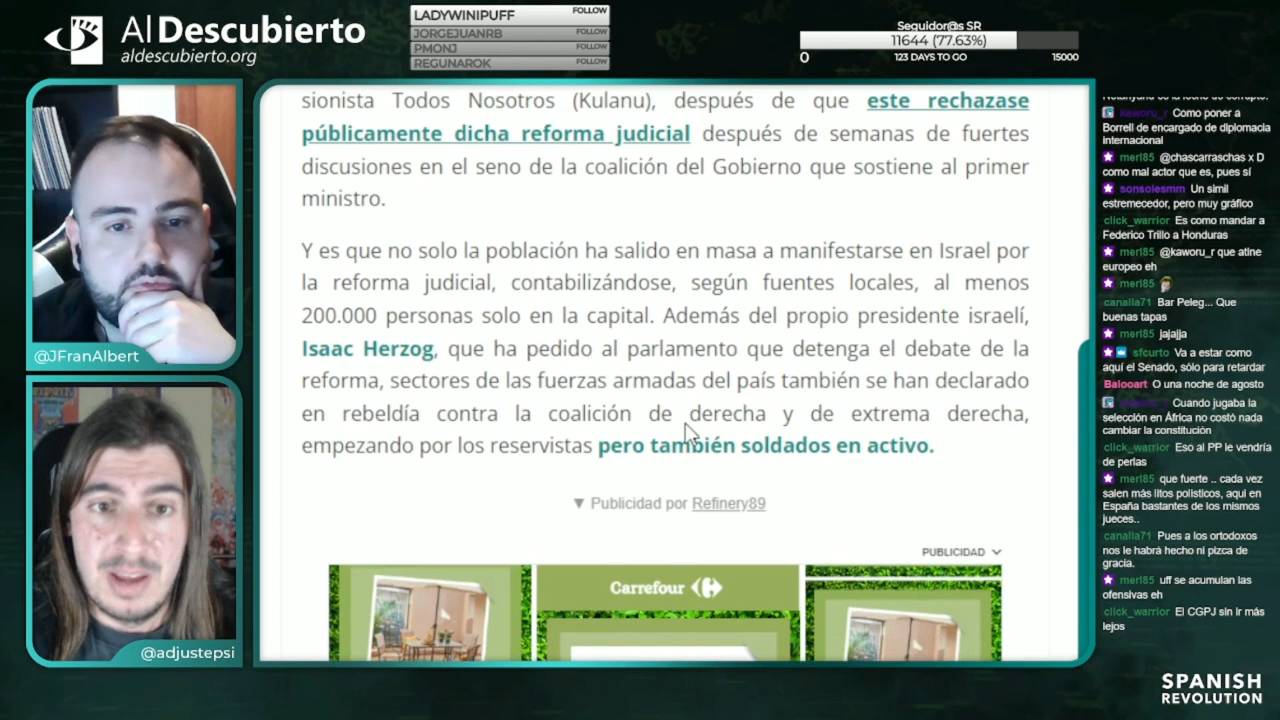 Al Descubierto
aldescubierto.org
LADYWINIPUFF FOLLOW
JORGEJUANRB FOLLOW
PMONJ FOLLOW
REGUNAROK FOLLOW
Seguidor@s SR
11644 (77.63%)
0 123 DAYS TO GO 15000
@JFranAlbert
@adjustepsi
sionista Todos Nosotros (Kulanu), después de que este rechazase
públicamente dicha reforma judicial después de semanas de fuertes
discusiones en el seno de la coalición del Gobierno que sostiene al primer
ministro.
Y es que no solo la población ha salido en masa a manifestarse en Israel por
la reforma judicial, contabilizándose, según fuentes locales, al menos
200.000 personas solo en la capital. Además del propio presidente israelí,
Isaac Herzog, que ha pedido al parlamento que detenga el debate de la
reforma, sectores de las fuerzas armadas del país también se han declarado
en rebeldía contra la coalición de derecha y de extrema derecha,
empezando por los reservistas pero también soldados en activo.
▼ Publicidad por Refinery89
PUBLICIDAD
Carrefour
kaworu_r Como poner a
Borrell de encargado de diplomacia
internacional
merl85 @chascarraschas x D
como mal actor que es, pues sí
sonsolesmm Un simil
estremecedor, pero muy gráfico
click_warrior Es como mandar a
Federico Trillo a Honduras
merl85 @kaworu_r que atine
europeo eh
merl85
canalla71 Bar Peleg... Que
buenas tapas
merl85 jajajja
sfcurto Va a estar como
aquí el Senado, sólo para retardar
Balooart O una noche de agosto
Cuando jugaba la
selección en África no costó nada
cambiar la constitución
click_warrior Eso al PP le vendría
de perlas
merl85 que fuerte .. cada vez
salen más litos polisticos, aqui en
España bastantes de los mismos
jueces..
canalla71 Pues a los ortodoxos
nos le habrá hecho ni pizca de
gracia.
merl85 uff se acumulan las
ofensivas eh
click_warrior El CGPJ sin ir más
lejos
SPANISH
REVOLUTION